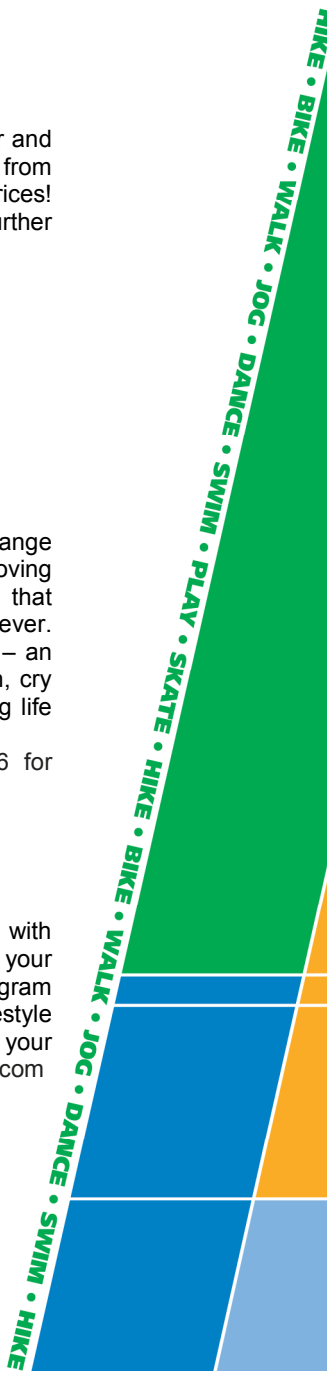 r and
from
rices!
urther
ange
oving
that
ever.
– an
n, cry
g life
6 for
with
your
gram
estyle
your
com
HIKE • BIKE • WALK • JOG • DANCE • SWIM • PLAY • SKATE • HIKE • BIKE • WALK • JOG • DANCE • SWIM • HIKE